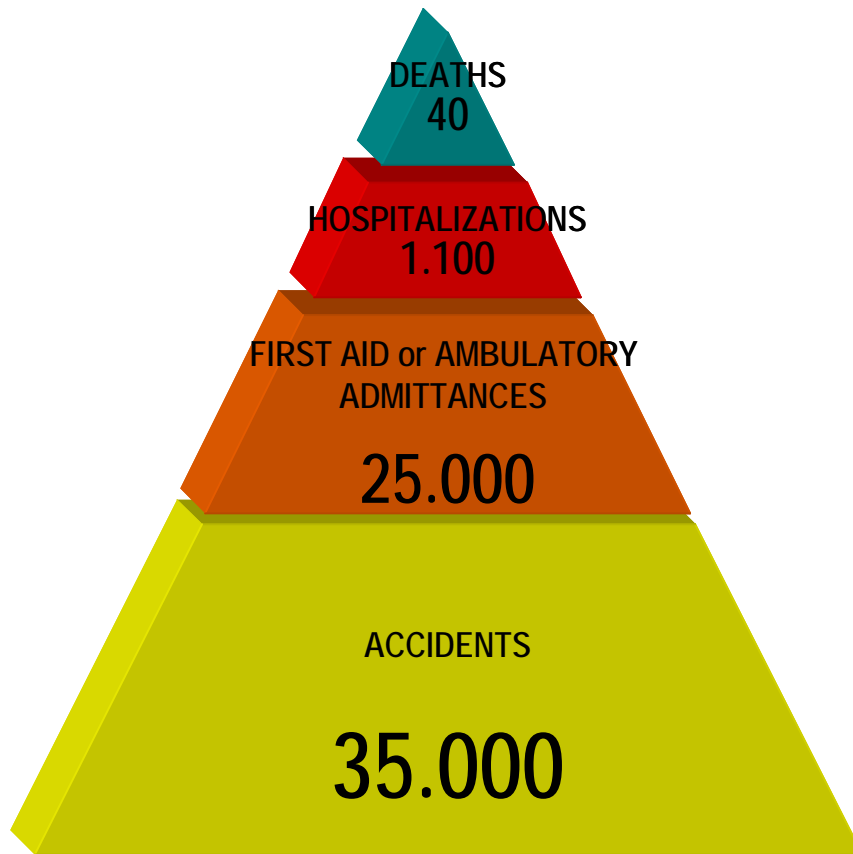 DEATHS
40
HOSPITALIZATIONS
1.100
FIRST AID or AMBULATORY
ADMITTANCES
25.000
ACCIDENTS
35.000